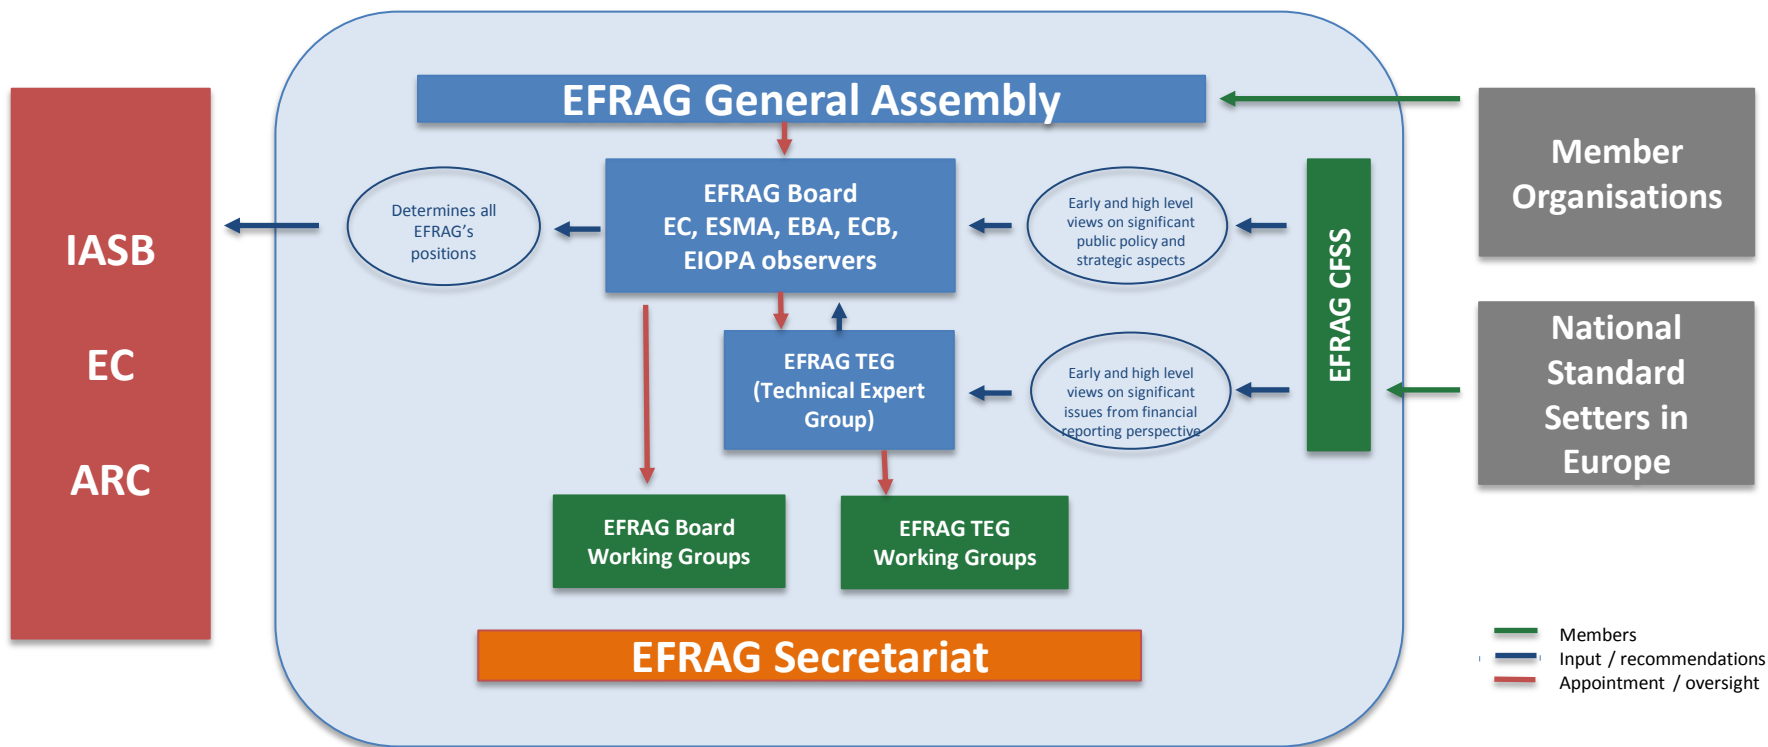 EFRAG General Assembly
IASB
EC
ARC
Determines all
EFRAG's
positions
EFRAG Board
EC, ESMA, EBA, ECB,
EIOPA observers
Early and high level
views on significant
public policy and
strategic aspects
EFRAG CFSS
Member
Organisations
EFRAG TEG
(Technical Expert
Group)
Early and high level
views on significant
issues from financial
reporting perspective
National
Standard
Setters in
Europe
EFRAG Board
Working Groups
EFRAG TEG
Working Groups
EFRAG Secretariat
Members
Input / recommendations
Appointment / oversight